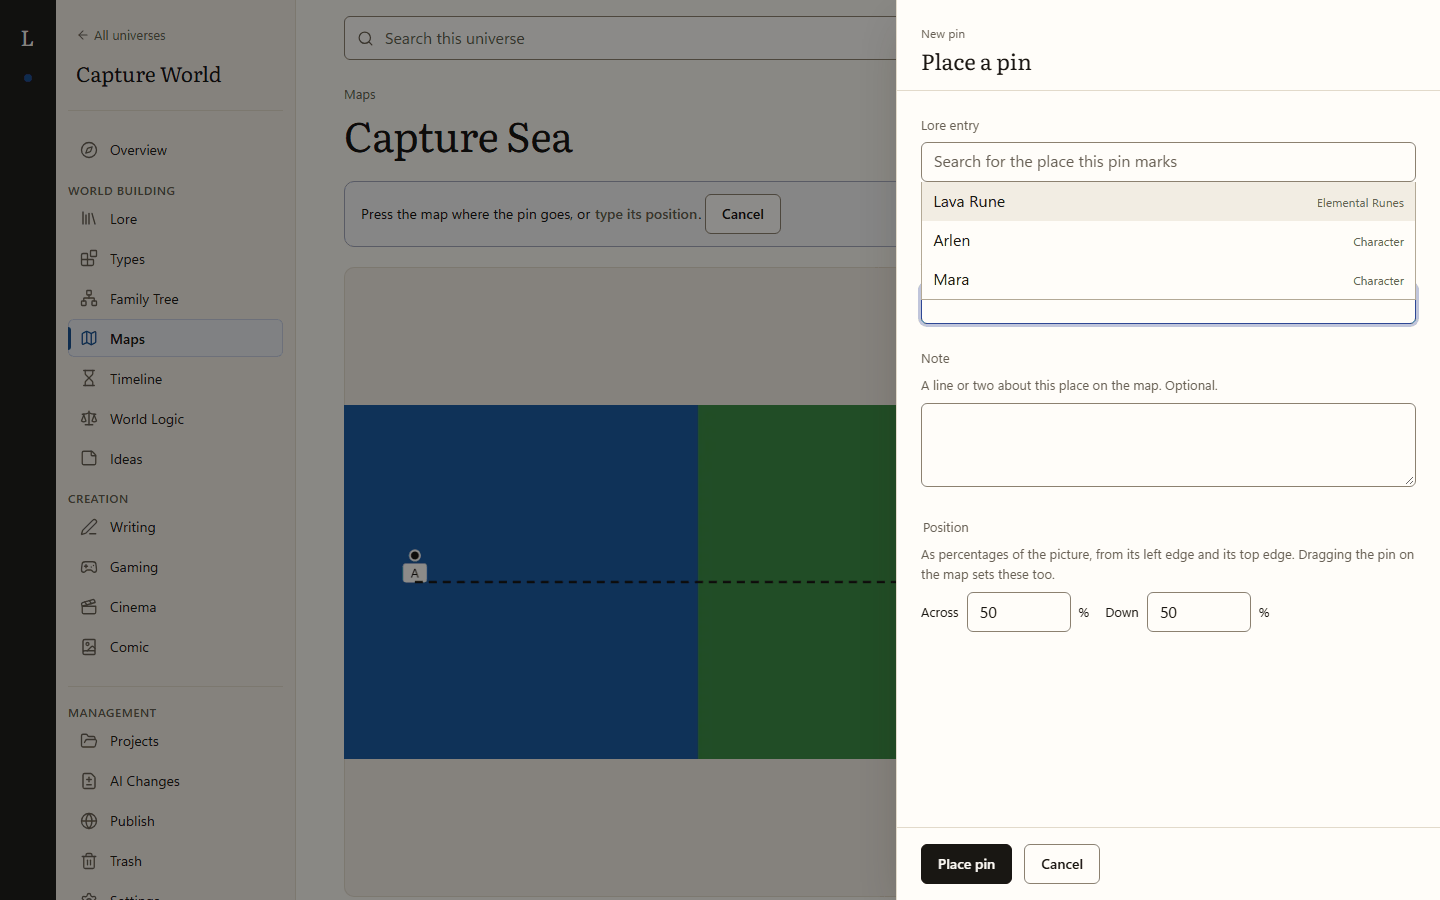 L
All universes
Capture World
Overview
WORLD BUILDING
Lore
Types
Family Tree
Maps
Timeline
World Logic
Ideas
CREATION
Writing
Gaming
Cinema
Comic
MANAGEMENT
Projects
AI Changes
Publish
Trash
Settings
Search this universe
Maps
Capture Sea
Press the map where the pin goes, or type its position. Cancel
A
New pin
Place a pin
Lore entry
Search for the place this pin marks
Lava Rune Elemental Runes
Arlen Character
Mara Character
Note
A line or two about this place on the map. Optional.
Position
As percentages of the picture, from its left edge and its top edge. Dragging the pin on
the map sets these too.
Across 50 % Down 50 %
Place pin Cancel